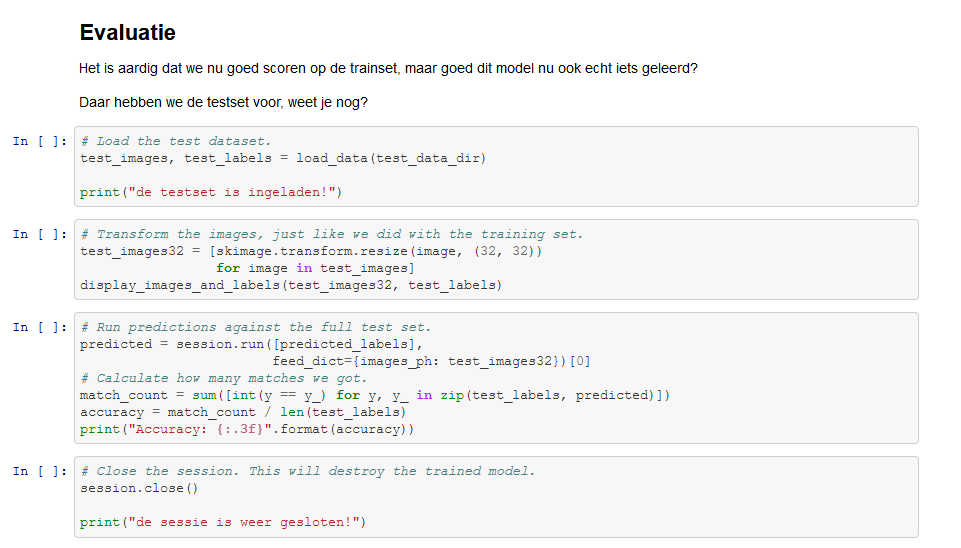 Evaluatie
Het is aardig dat we nu goed scoren op de trainset, maar goed dit model nu ook echt iets geleerd?
Daar hebben we de testset voor, weet je nog?
In [ ]: # Load the test dataset.
test_images, test_labels = load_data(test_data_dir)
print("de testset is ingeladen!")
In [ ]: # Transform the images, just like we did with the training set.
test_images32 = [skimage.transform.resize(image, (32, 32))
for image in test_images]
display_images_and_labels(test_images32, test_labels)
In [ ]: # Run predictions against the full test set.
predicted = session.run([predicted_labels],
feed_dict={images_ph: test_images32})[0]
# Calculate how many matches we got.
match_count = sum([int(y == y_) for y, y_ in zip(test_labels, predicted)])
accuracy = match_count / len(test_labels)
print("Accuracy: {:.3f}".format(accuracy))
In [ ]: # Close the session. This will destroy the trained model.
session.close()
print("de sessie is weer gesloten!")